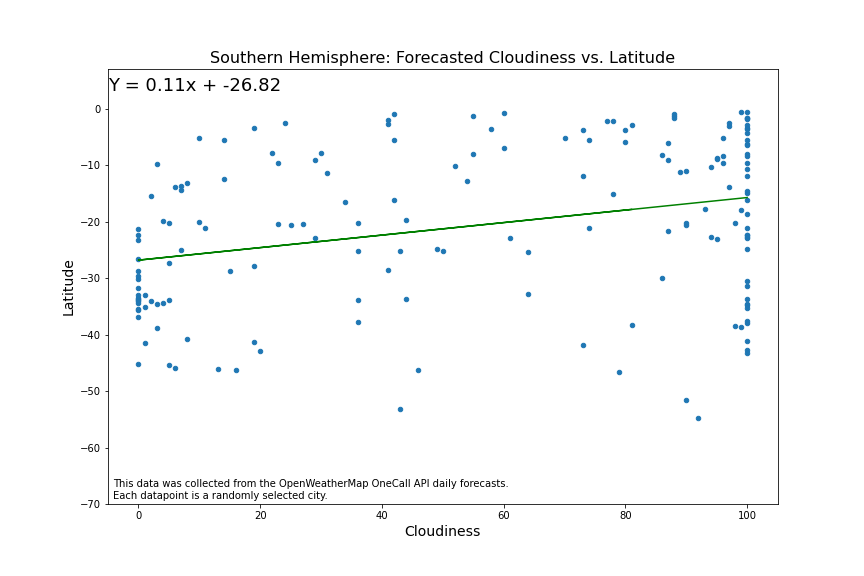 Southern Hemisphere: Forecasted Cloudiness vs. Latitude
Y = 0.11x + -26.82
0
−10
−20
−30
−40
−50
−60
−70
Latitude
This data was collected from the OpenWeatherMap OneCall API daily forecasts.
Each datapoint is a randomly selected city.
0 20 40 60 80 100
Cloudiness